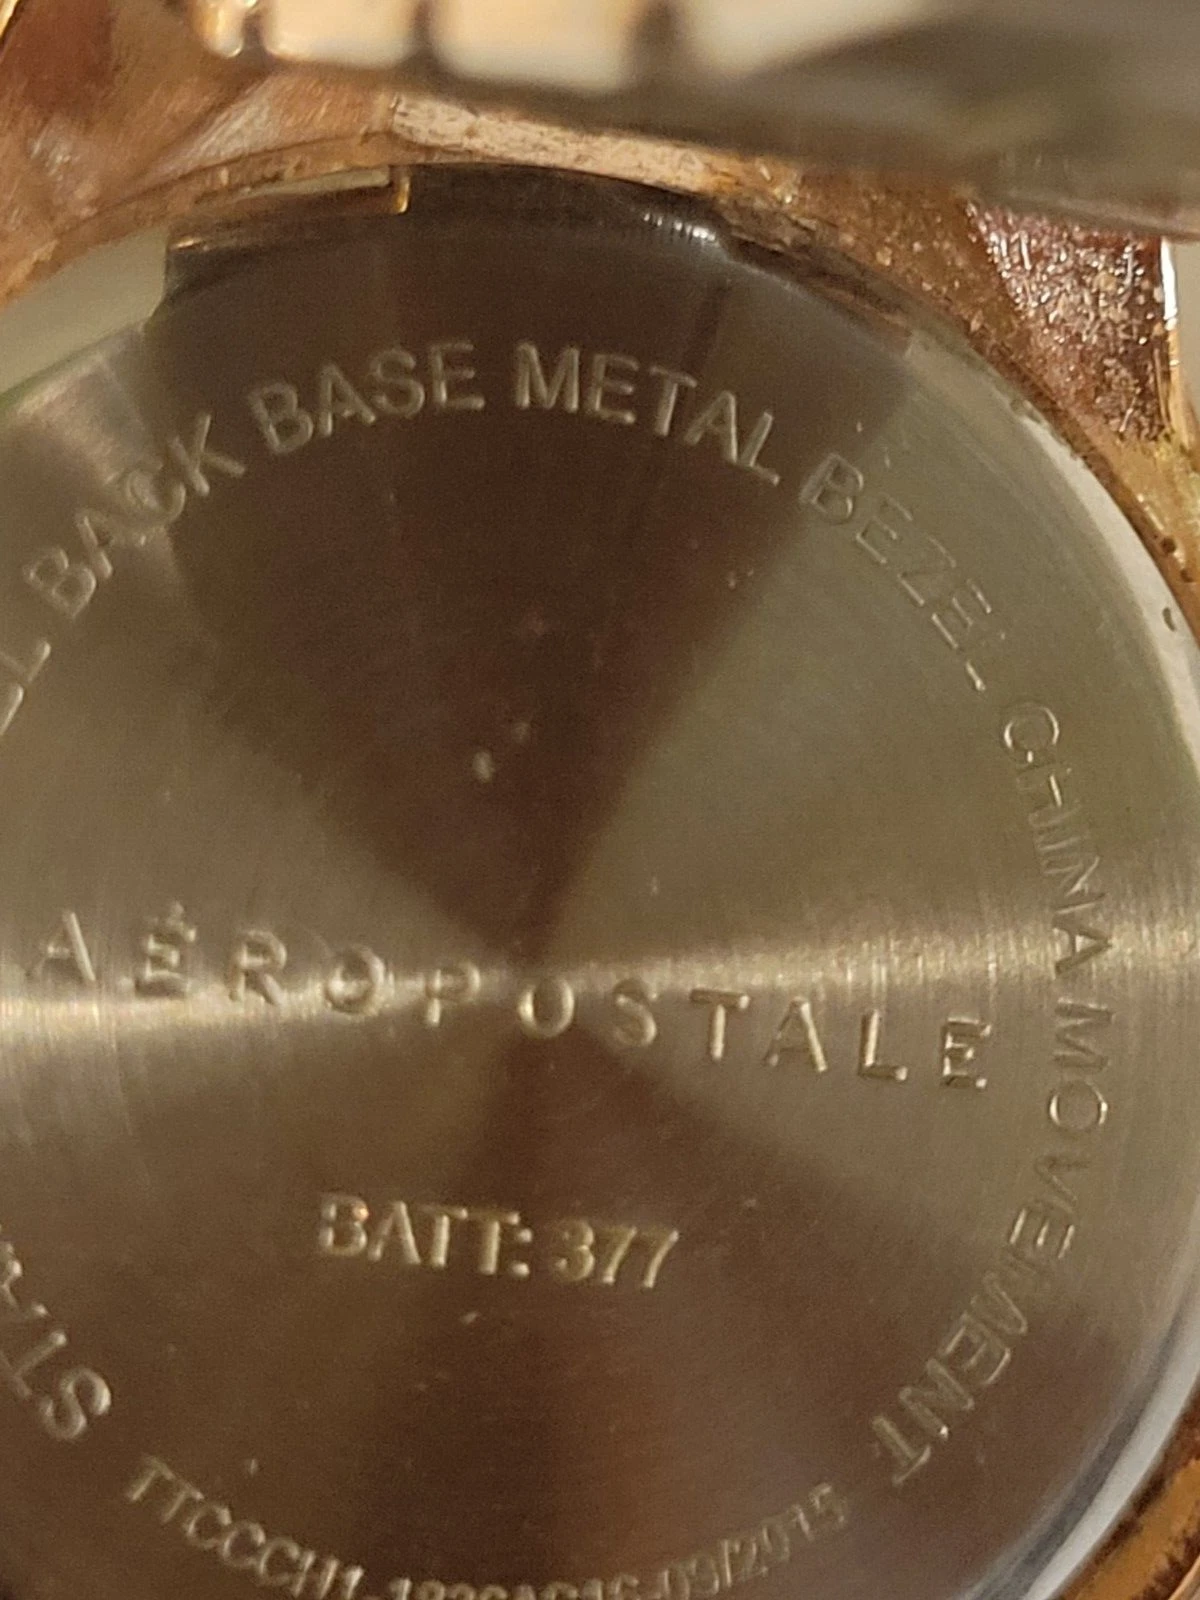 BACK BASE METAL BEZEL CHINA MOVEMENT
AÉROPOSTALE
BATT: 377